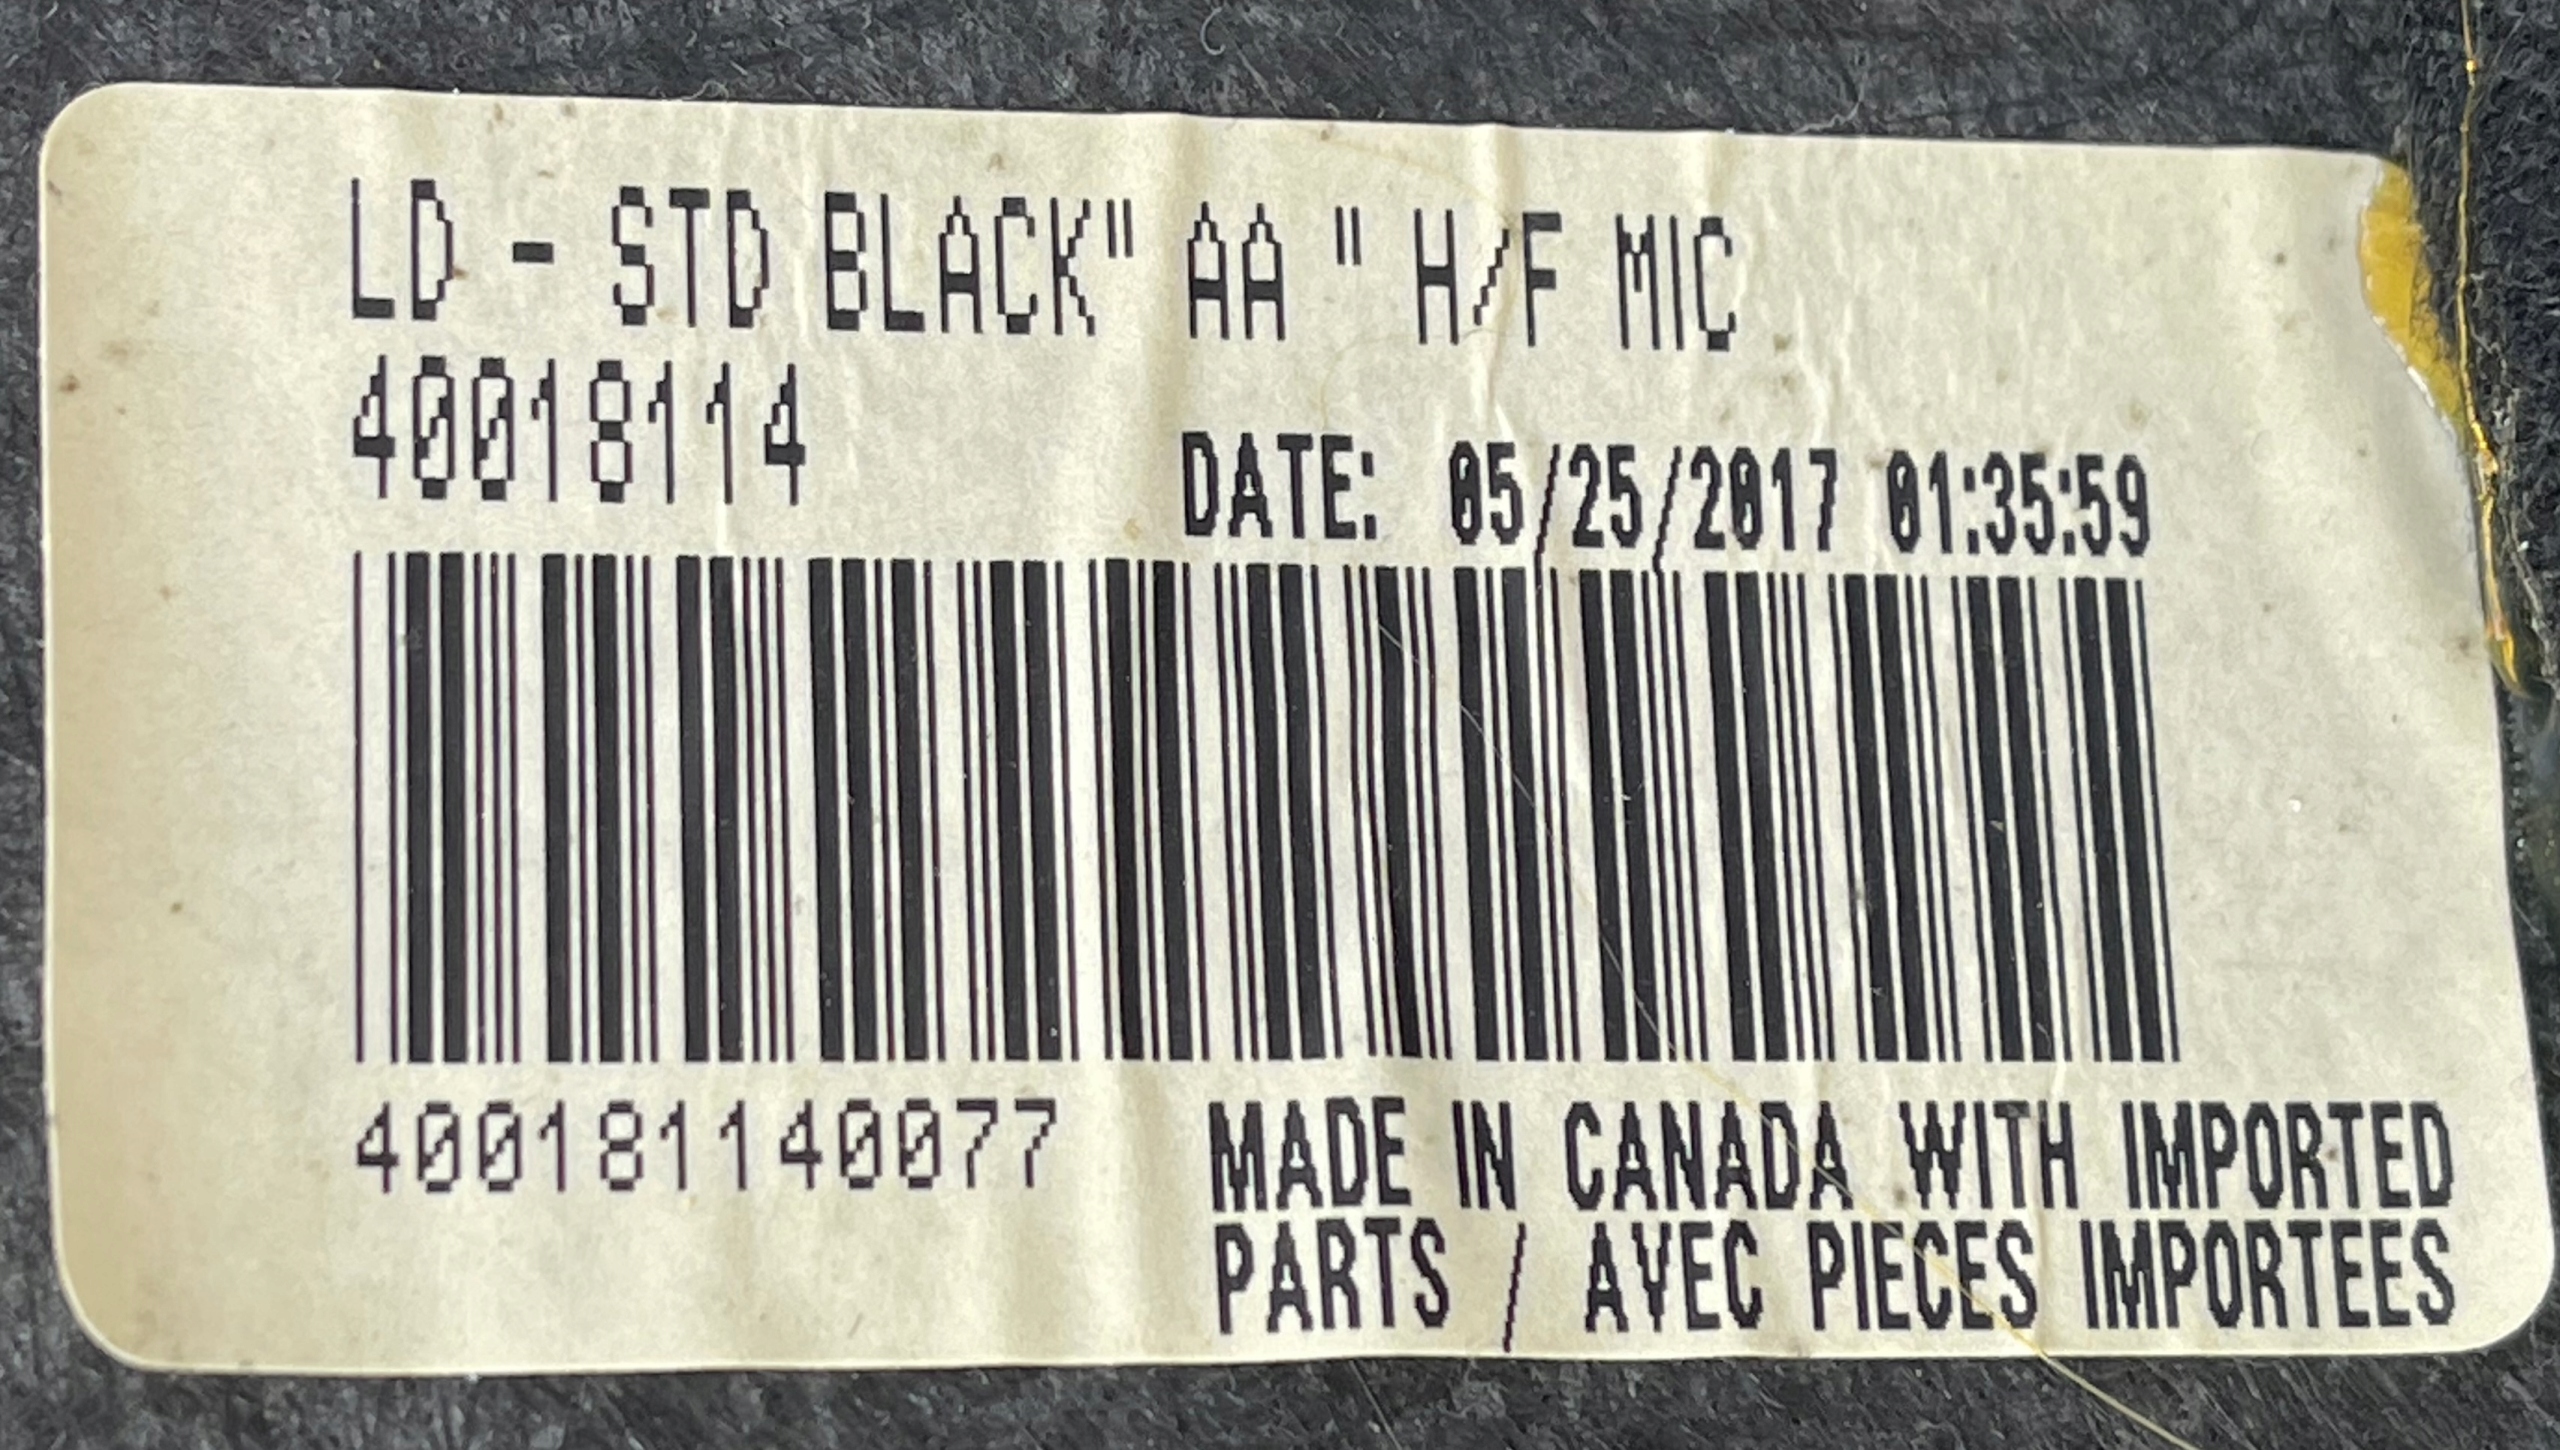 LD - STD BLACK" AA " H/F MIC
40018114
DATE: 05/25/2017 01:35:59
400181140077
MADE IN CANADA WITH IMPORTED
PARTS / AVEC PIECES IMPORTEES